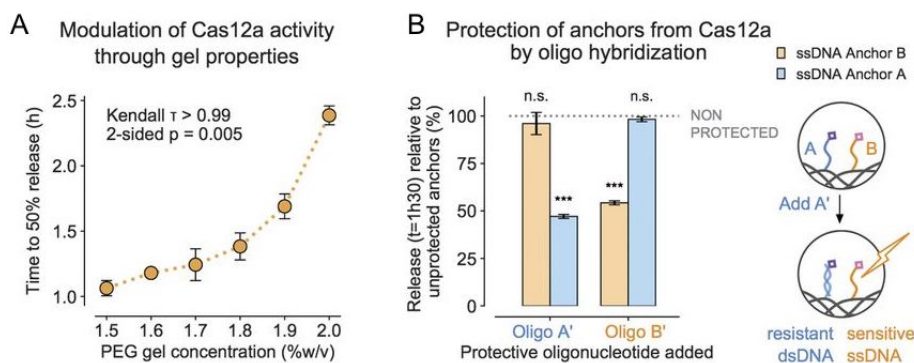 A
Modulation of Cas12a activity
through gel properties
Time to 50% release (h)
2.5
2.0
1.5
1.0
Kendall τ > 0.99
2-sided p = 0.005
1.5 1.6 1.7 1.8 1.9 2.0
PEG gel concentration (%w/v)
B
Protection of anchors from Cas12a
by oligo hybridization
ssDNA Anchor B
ssDNA Anchor A
Release (t=1h30) relative to
unprotected anchors (%)
100
75
50
25
0
n.s. n.s.
*** ***
NON
PROTECTED
Oligo A' Oligo B'
Protective oligonucleotide added
A B
Add A'
resistant sensitive
dsDNA ssDNA